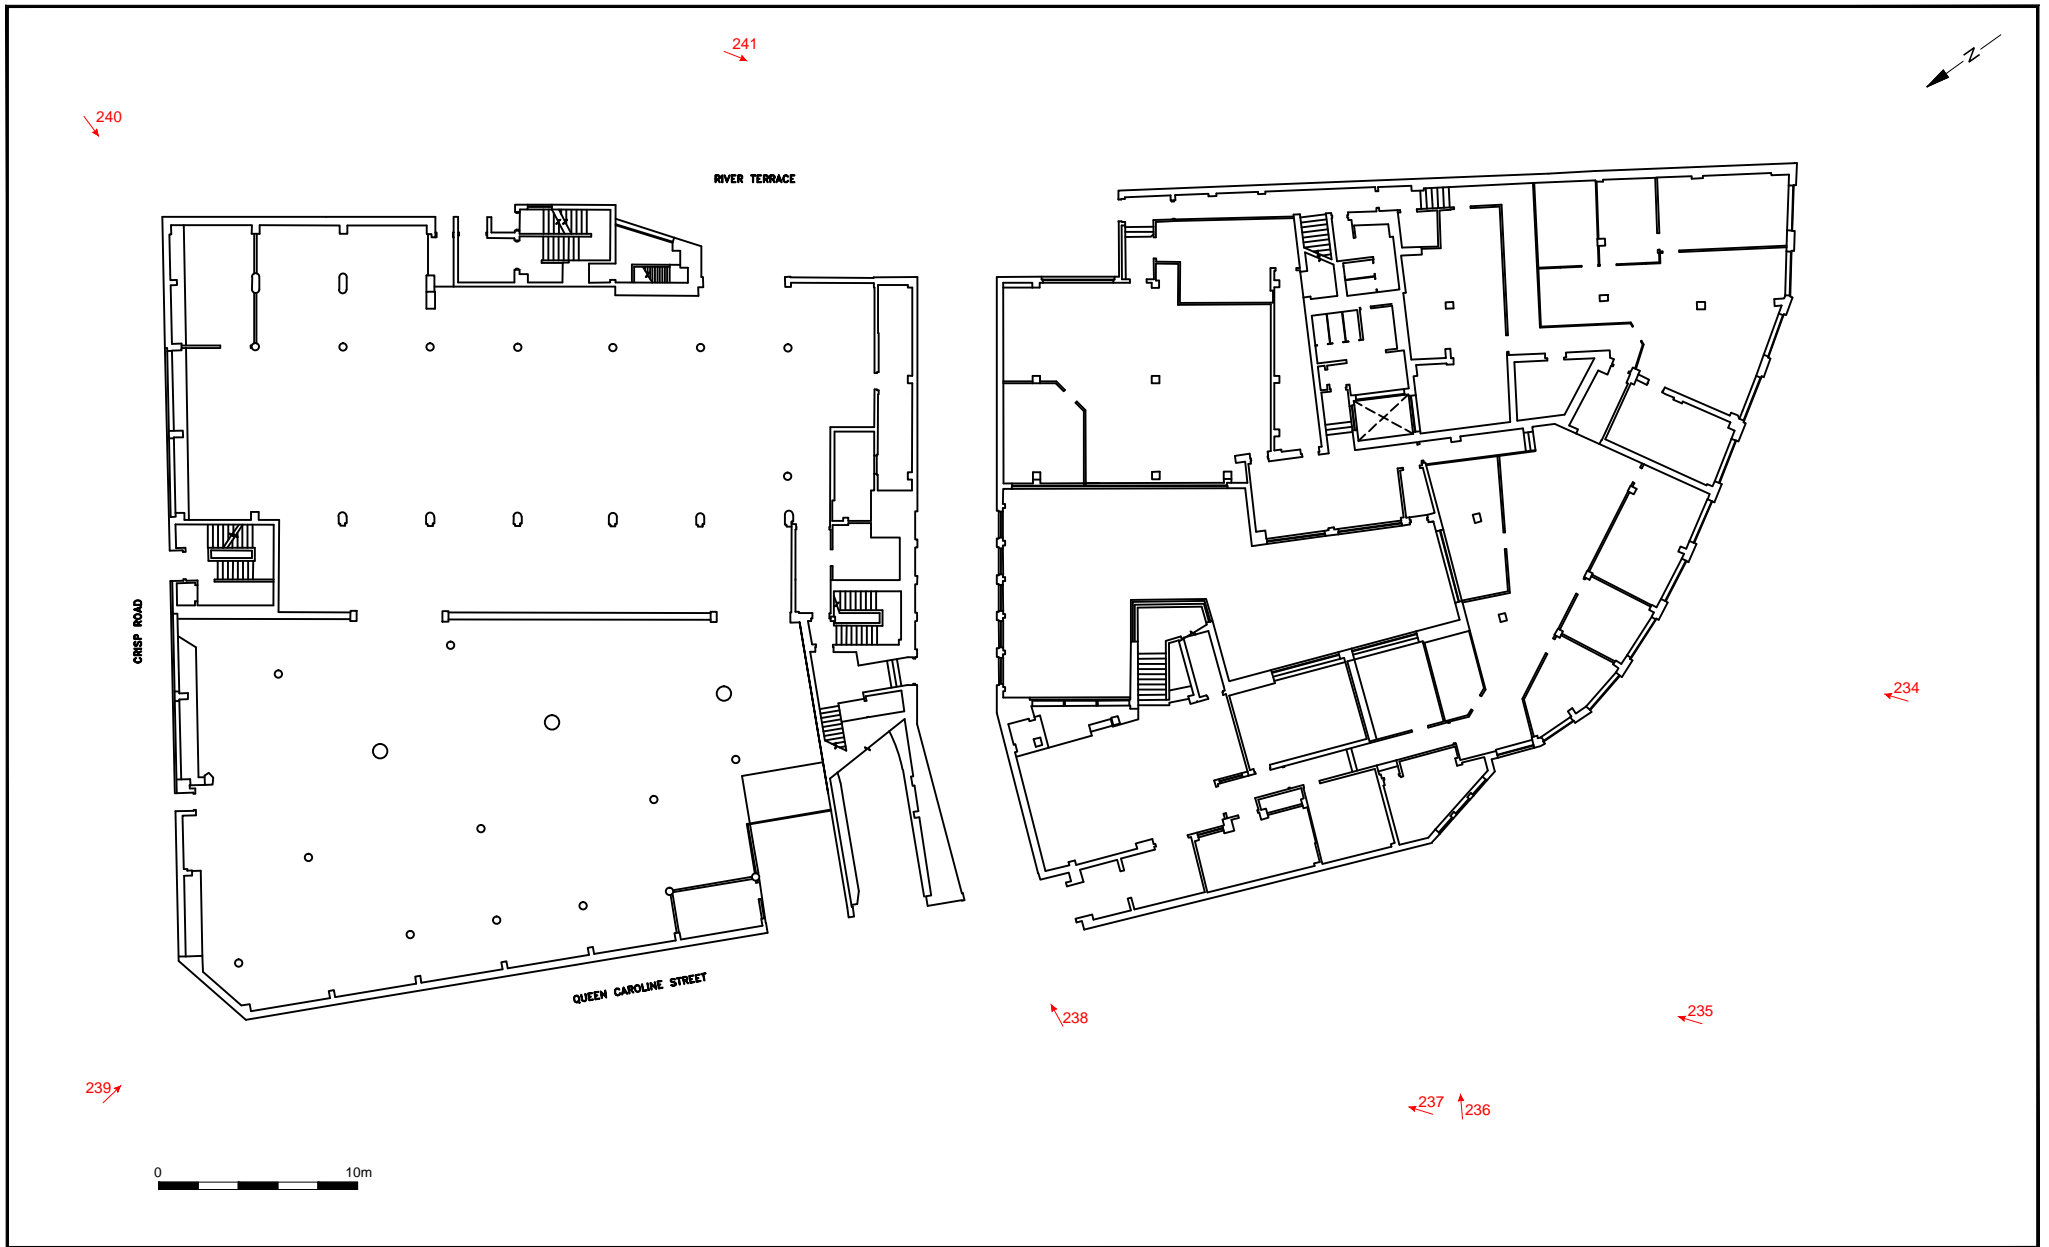 241
240
N
RIVER TERRACE
CRISP ROAD
234
QUEEN CAROLINE STREET
238
235
239
237
236
0 10m